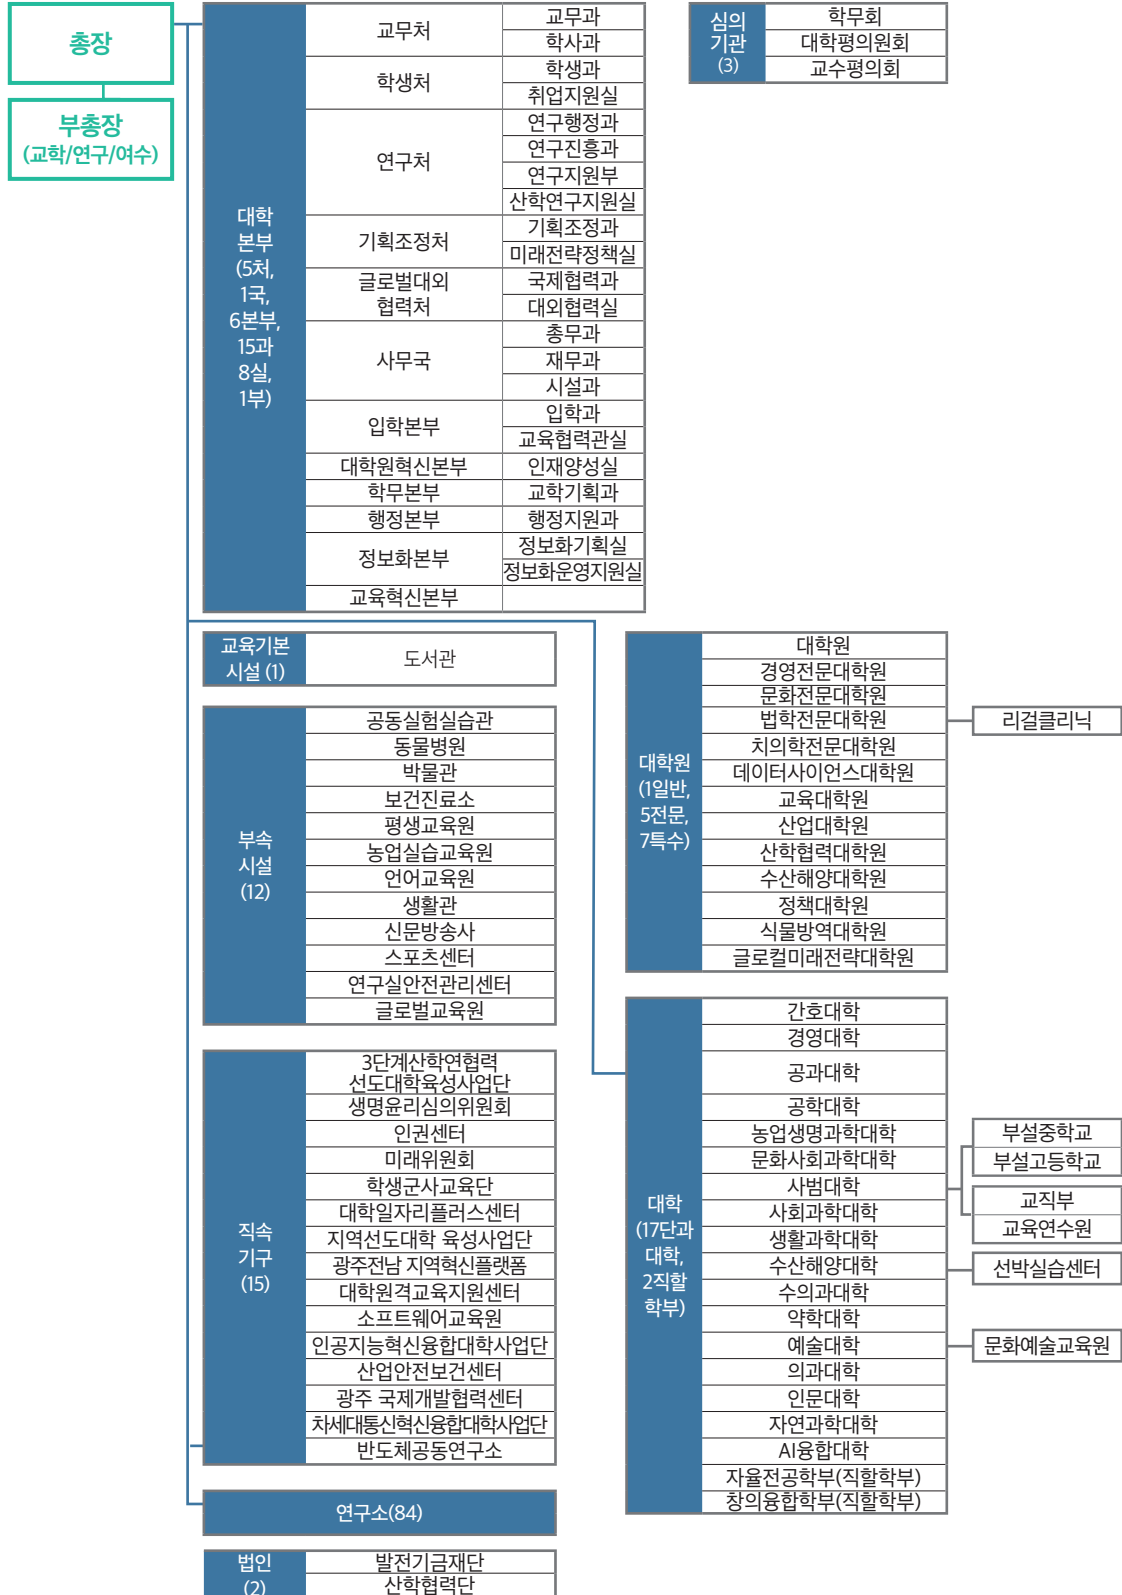 총장
부총장
(교학/연구/여수)
대학
본부
(5처,
1국,
6본부,
15과
8실,
1부)
교무처
교무과
학사과
학생처
학생과
취업지원실
연구처
연구행정과
연구진흥과
연구지원부
산학연구지원실
기획조정처
기획조정과
미래전략정책실
글로벌대외
협력처
국제협력과
대외협력실
사무국
총무과
재무과
시설과
입학본부
입학과
교육협력관실
대학원혁신본부
인재양성실
학무본부
교학기획과
행정본부
행정지원과
정보화본부
정보화기획실
정보화운영지원실
교육혁신본부
심의
기관
(3)
학무회
대학평의원회
교수평의회
교육기본
시설 (1)
도서관
부속
시설
(12)
공동실험실습관
동물병원
박물관
보건진료소
평생교육원
농업실습교육원
언어교육원
생활관
신문방송사
스포츠센터
연구실안전관리센터
글로벌교육원
직속
기구
(15)
3단계산학연협력
선도대학육성사업단
생명윤리심의위원회
인권센터
미래위원회
학생군사교육단
대학일자리플러스센터
지역선도대학 육성사업단
광주전남 지역혁신플랫폼
대학원격교육지원센터
소프트웨어교육원
인공지능혁신융합대학사업단
산업안전보건센터
광주 국제개발협력센터
차세대통신혁신융합대학사업단
반도체공동연구소
연구소(84)
법인
(2)
발전기금재단
산학협력단
대학원
(1일반,
5전문,
7특수)
대학원
경영전문대학원
문화전문대학원
법학전문대학원
치의학전문대학원
데이터사이언스대학원
교육대학원
산업대학원
산학협력대학원
수산해양대학원
정책대학원
식물방역대학원
글로컬미래전략대학원
리걸클리닉
대학
(17단과
대학,
2직할
학부)
간호대학
경영대학
공과대학
공학대학
농업생명과학대학
문화사회과학대학
사범대학
사회과학대학
생활과학대학
수산해양대학
수의과대학
약학대학
예술대학
의과대학
인문대학
자연과학대학
AI융합대학
자율전공학부(직할학부)
창의융합학부(직할학부)
부설중학교
부설고등학교
교직부
교육연수원
선박실습센터
문화예술교육원